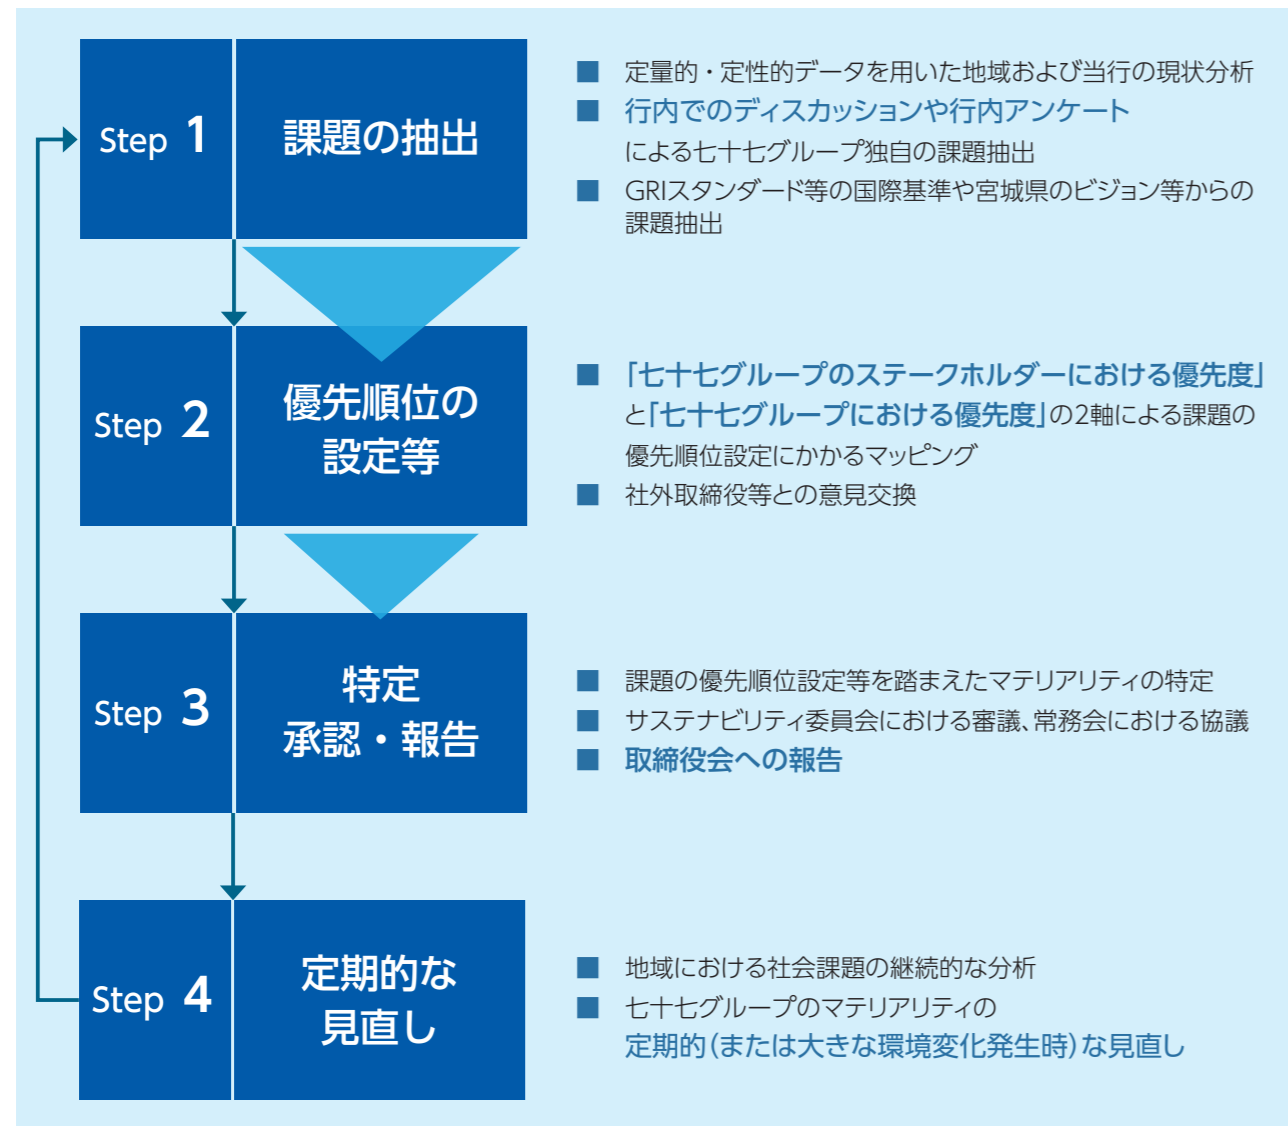 Step 1
課題の抽出
■ 定量的・定性的データを用いた地域および当行の現状分析
■ 行内でのディスカッションや行内アンケート
による七十七グループ独自の課題抽出
■ GRIスタンダード等の国際基準や宮城県のビジョン等からの
課題抽出
Step 2
優先順位の
設定等
■ 「七十七グループのステークホルダーにおける優先度」
と「七十七グループにおける優先度」の2軸による課題の
優先順位設定にかかるマッピング
■ 社外取締役等との意見交換
Step 3
特定
承認・報告
■ 課題の優先順位設定等を踏まえたマテリアリティの特定
■ サステナビリティ委員会における審議、常務会における協議
■ 取締役会への報告
Step 4
定期的な
見直し
■ 地域における社会課題の継続的な分析
■ 七十七グループのマテリアリティの
定期的(または大きな環境変化発生時)な見直し